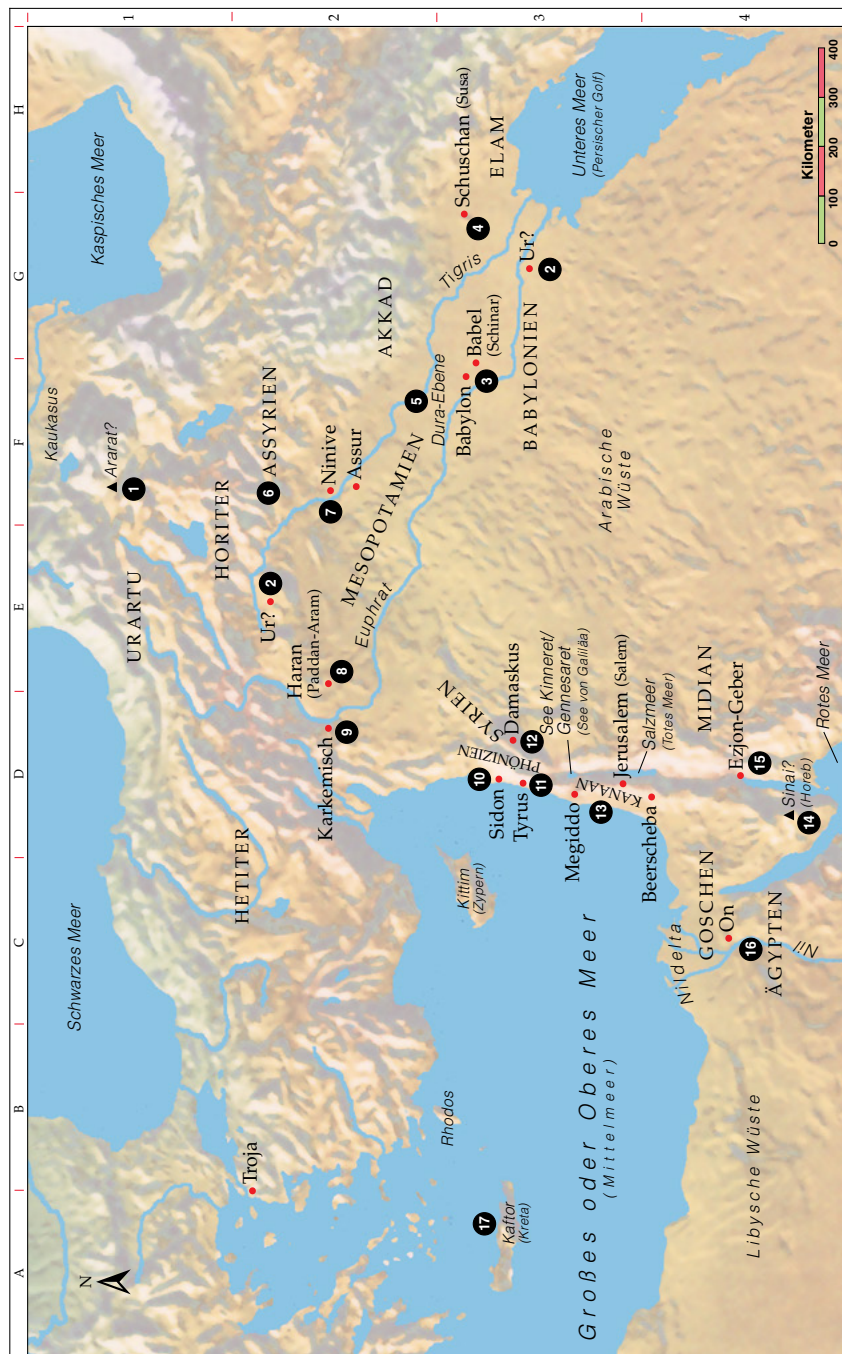 A
B
C
D
E
F
G
H
1
2
3
4
N
Schwarzes Meer
Kaukasus
Kaspisches Meer
Ararat?
1
URARTU
HORITER
6
ASSYRIEN
Troja
HETITER
Ur?
2
Ninive
7
Assur
AKKAD
Karkemisch
9
Haran
(Paddan-Aram)
8
MESOPOTAMIEN
Euphrat
5
Dura-Ebene
Tigris
Schuschan (Susa)
4
ELAM
Babylon
3
Babel
(Schinar)
Ur?
2
BABYLONIEN
Unteres Meer
(Persischer Golf)
Rhodos
17
Kaftor
(Kreta)
Kittim
(Zypern)
10
Sidon
Tyrus
11
PHÖNIZIEN
SYRIEN
Damaskus
12
See Kinneret/
Gennesaret
(See von Galiläa)
Megiddo
13
KANAAN
Jerusalem (Salem)
Salzmeer
(Totes Meer)
Beerscheba
Arabische
Wüste
Großes oder Oberes Meer
(Mittelmeer)
Nildelta
GOSCHEN
On
16
ÄGYPTEN
Nil
Libysche Wüste
MIDIAN
Ezjon-Geber
15
Sinai?
(Horeb)
14
Rotes Meer
Kilometer
0 100 200 300 400